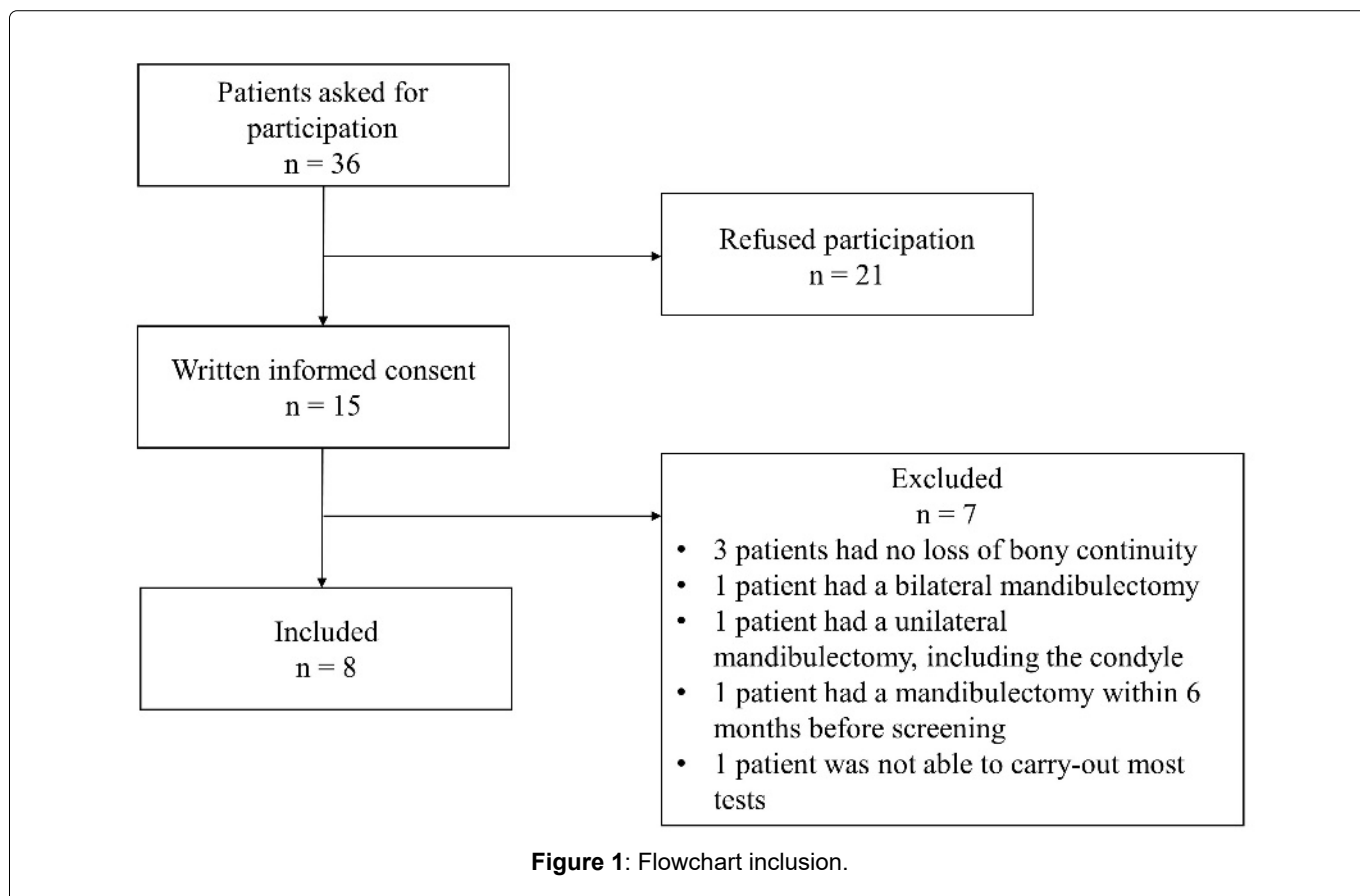 Patients asked for
participation
n = 36
Refused participation
n = 21
Written informed consent
n = 15
Excluded
n = 7
• 3 patients had no loss of bony continuity
• 1 patient had a bilateral mandibulectomy
• 1 patient had a unilateral
mandibulectomy, including the condyle
• 1 patient had a mandibulectomy within 6
months before screening
• 1 patient was not able to carry-out most
tests
Included
n = 8
Figure 1: Flowchart inclusion.